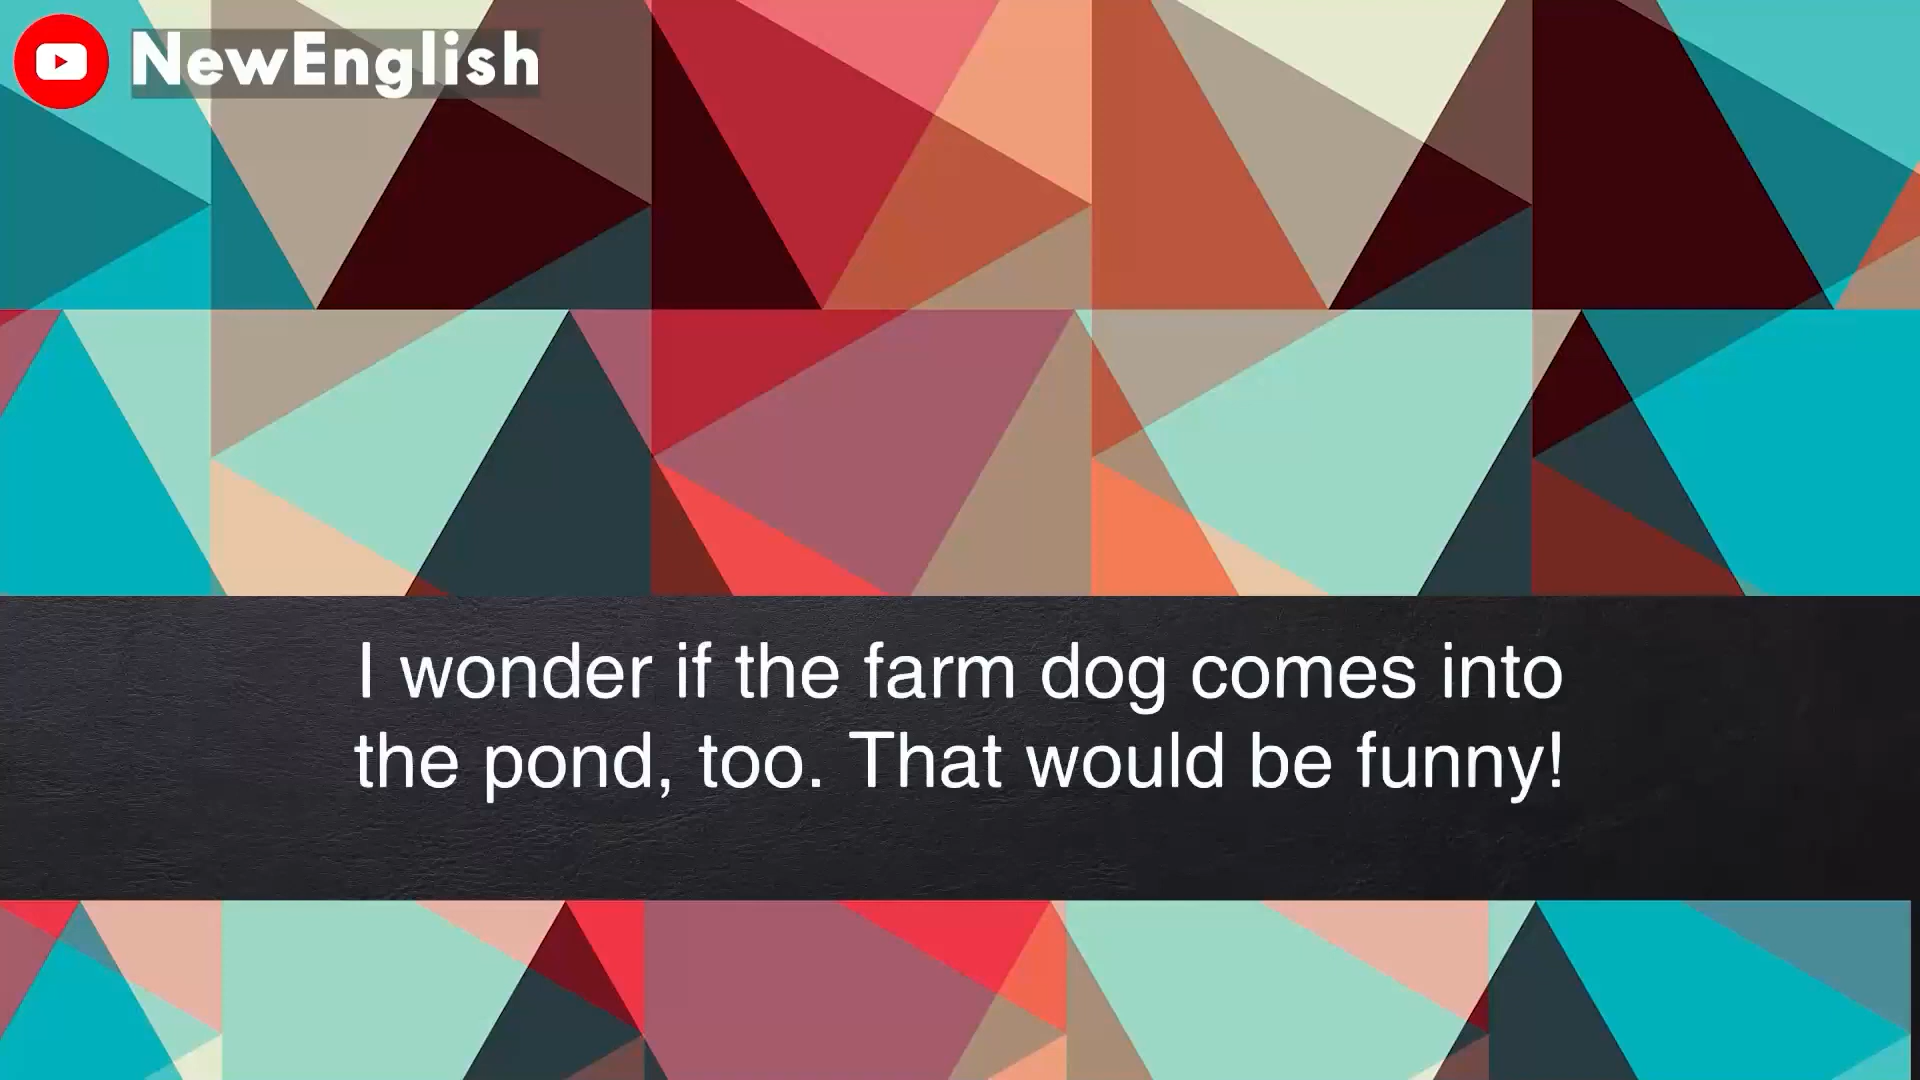 NewEnglish
I wonder if the farm dog comes into
the pond, too. That would be funny!